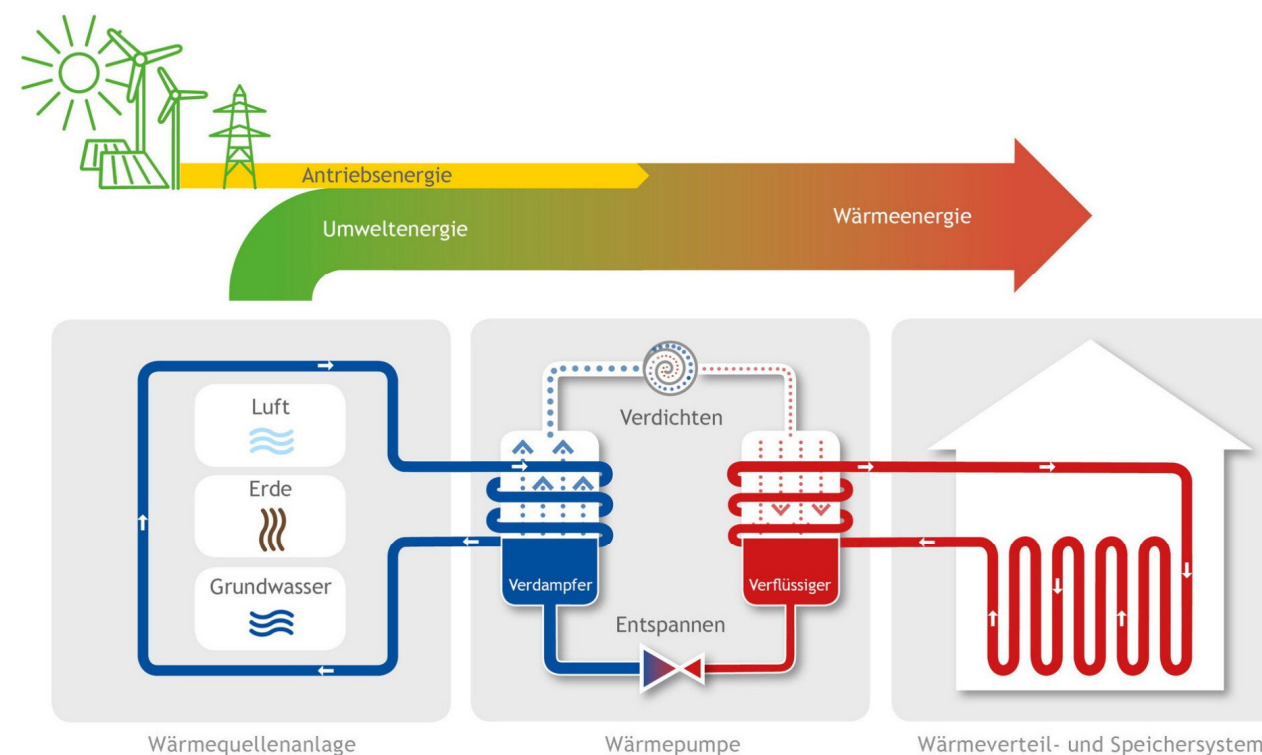 Antriebsenergie
Umweltenergie
Wärmeenergie
Luft
Erde
Grundwasser
Verdichten
Verdampfer
Verflüssiger
Entspannen
Wärmequellenanlage
Wärmepumpe
Wärmeverteil- und Speichersystem